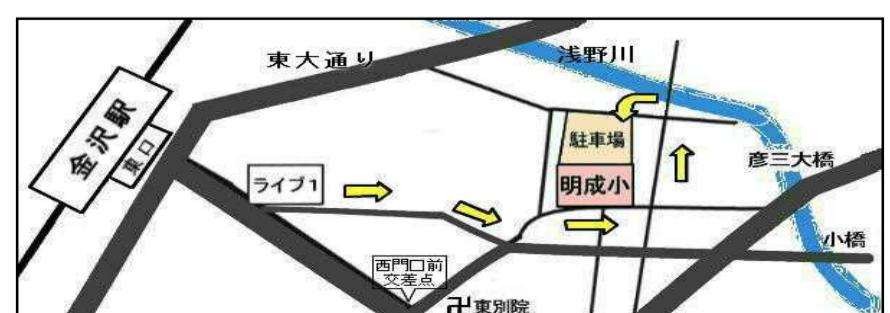 東大通り
浅野川
金沢駅
東口
駐車場
彦三大橋
ライブ1
明成小
小橋
西門口前
交差点
卍東別院